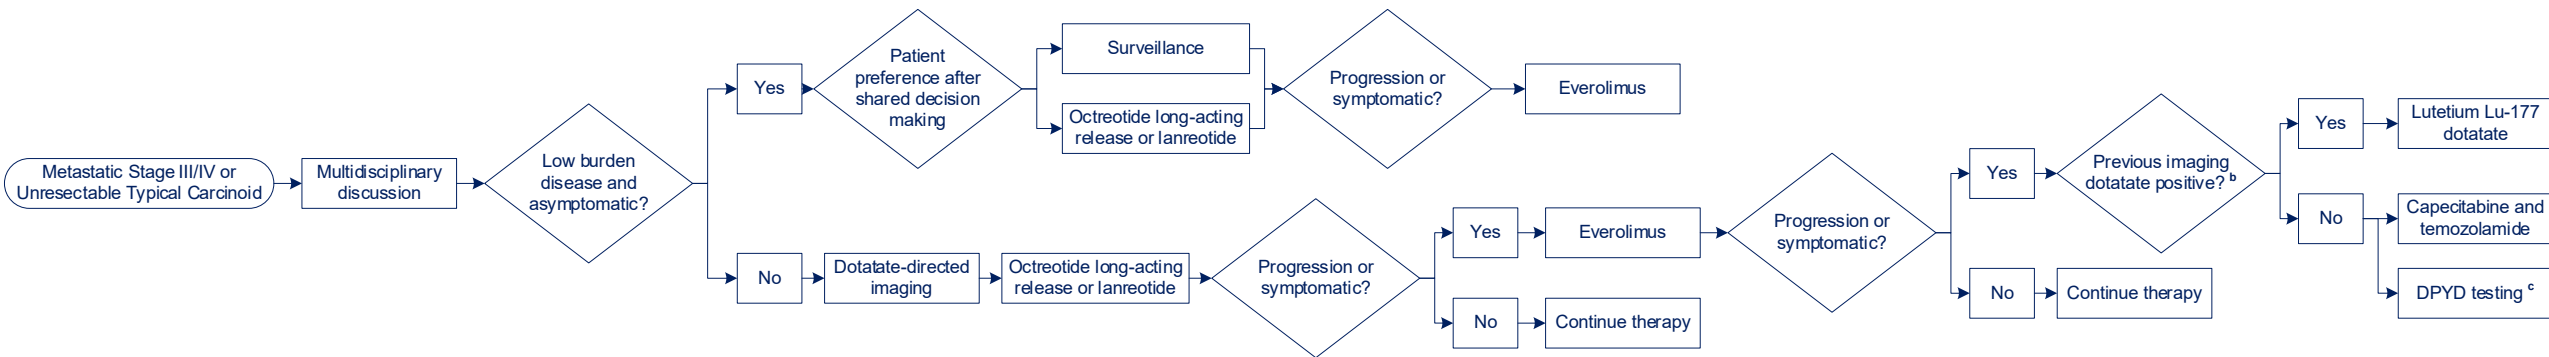 Metastatic Stage III/IV or
Unresectable Typical Carcinoid
Multidisciplinary
discussion
Low burden
disease and
asymptomatic?
Yes
Patient
preference after
shared decision
making
Surveillance
Octreotide long-acting
release or lanreotide
Progression or
symptomatic?
Everolimus
No
Dotatate-directed
imaging
Octreotide long-acting
release or lanreotide
Progression or
symptomatic?
Yes
Everolimus
No
Continue therapy
Progression or
symptomatic?
Yes
Previous imaging
dotatate positive? b
Yes
Lutetium Lu-177
dotatate
No
Capecitabine and
temozolamide
DPYD testing c
No
Continue therapy